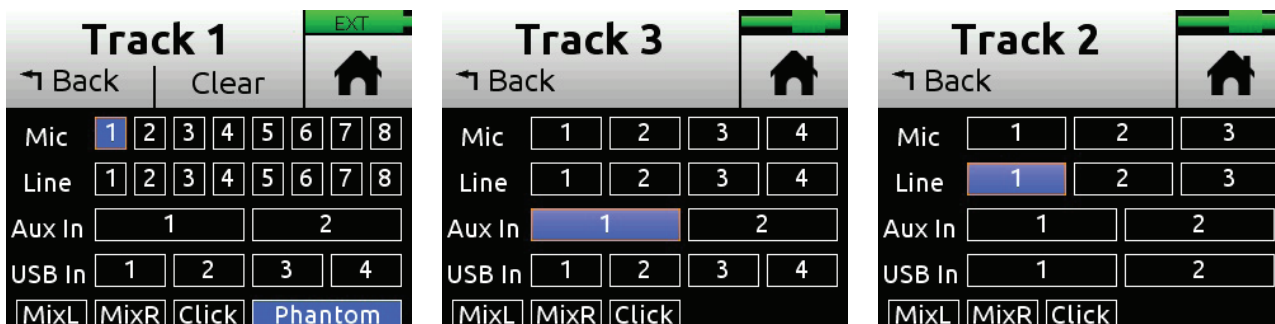 Track 1
EXT
Back
Clear
Mic 1 2 3 4 5 6 7 8
Line 1 2 3 4 5 6 7 8
Aux In 1 2
USB In 1 2 3 4
MixL MixR Click Phantom
Track 3
Back
Mic 1 2 3 4
Line 1 2 3 4
Aux In 1 2
USB In 1 2 3 4
MixL MixR Click
Track 2
Back
Mic 1 2 3
Line 1 2 3
Aux In 1 2
USB In 1 2
MixL MixR Click